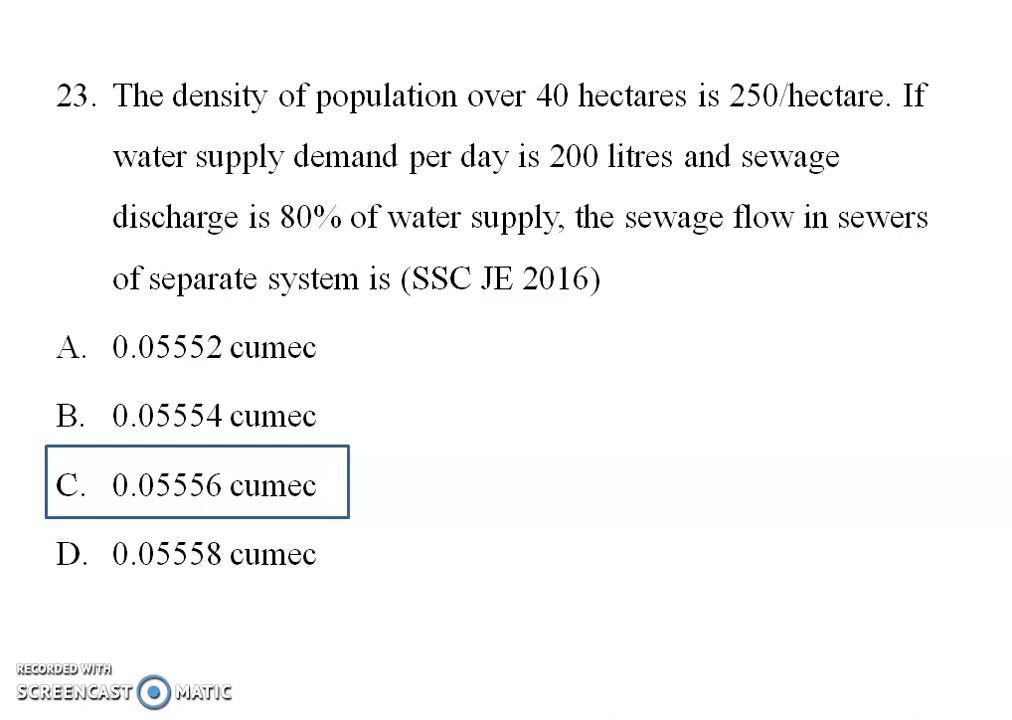 23. The density of population over 40 hectares is 250/hectare. If
water supply demand per day is 200 litres and sewage
discharge is 80% of water supply, the sewage flow in sewers
of separate system is (SSC JE 2016)
A. 0.05552 cumec
B. 0.05554 cumec
C. 0.05556 cumec
D. 0.05558 cumec
RECORDED WITH
SCREENCAST MATIC